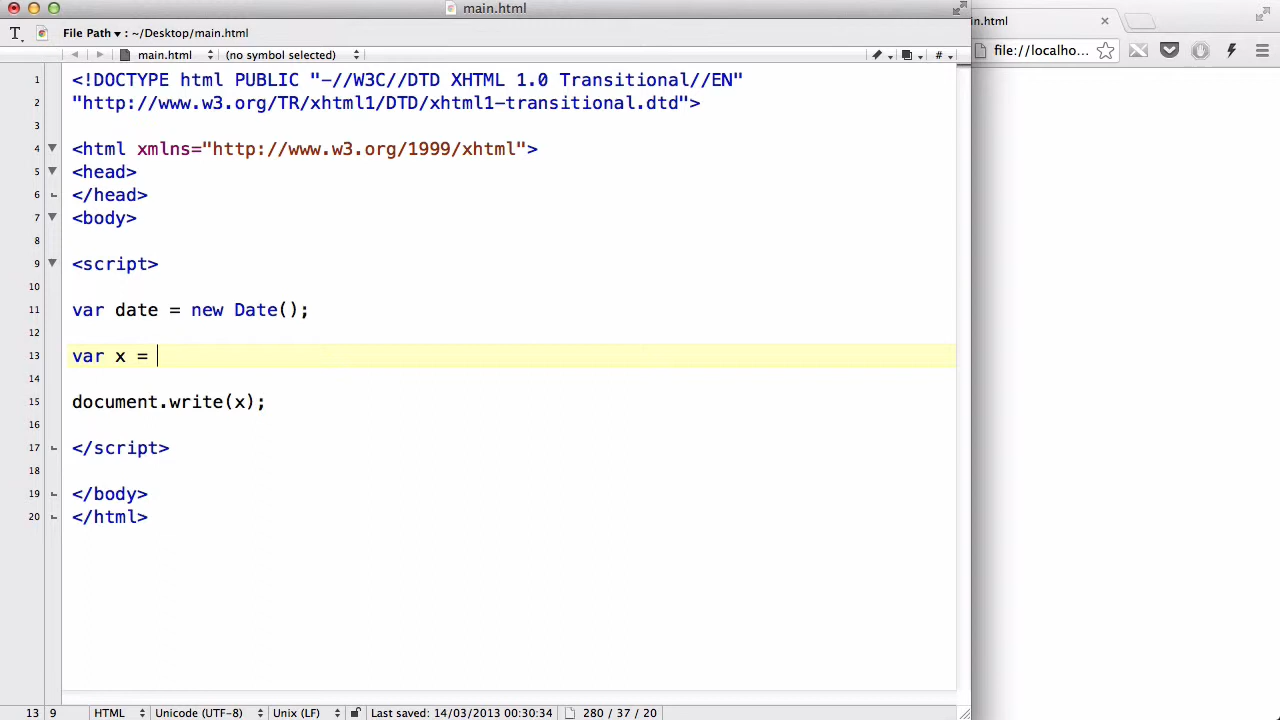 main.html
File Path ▾ : ~/Desktop/main.html
main.html (no symbol selected) #
1 <!DOCTYPE html PUBLIC "-//W3C//DTD XHTML 1.0 Transitional//EN"
2 "http://www.w3.org/TR/xhtml1/DTD/xhtml1-transitional.dtd">
3
4 <html xmlns="http://www.w3.org/1999/xhtml">
5 <head>
6 </head>
7 <body>
8
9 <script>
10
11 var date = new Date();
12
13 var x =
14
15 document.write(x);
16
17 </script>
18
19 </body>
20 </html>
13 9 HTML Unicode (UTF-8) Unix (LF) Last saved: 14/03/2013 00:30:34 280 / 37 / 20
in.html
file://localho...